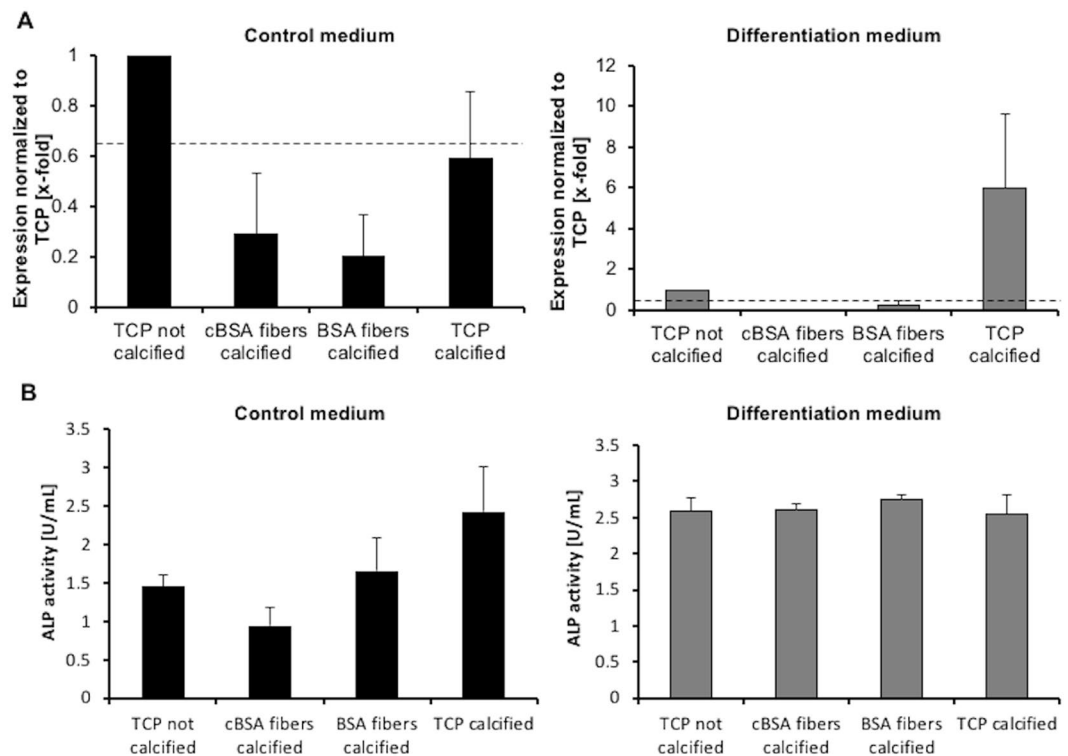 A
Control medium
Expression normalized to
TCP [x-fold]
1
0.8
0.6
0.4
0.2
0
TCP not
calcified
cBSA fibers
calcified
BSA fibers
calcified
TCP
calcified
Differentiation medium
Expression normalized to
TCP [x-fold]
12
10
8
6
4
2
0
TCP not
calcified
cBSA fibers
calcified
BSA fibers
calcified
TCP
calcified
B
Control medium
ALP activity [U/mL]
3.5
3
2.5
2
1.5
1
0.5
0
TCP not
calcified
cBSA fibers
calcified
BSA fibers
calcified
TCP calcified
Differentiation medium
ALP activity [U/mL]
3.5
3
2.5
2
1.5
1
0.5
0
TCP not
calcified
cBSA fibers
calcified
BSA fibers
calcified
TCP calcified